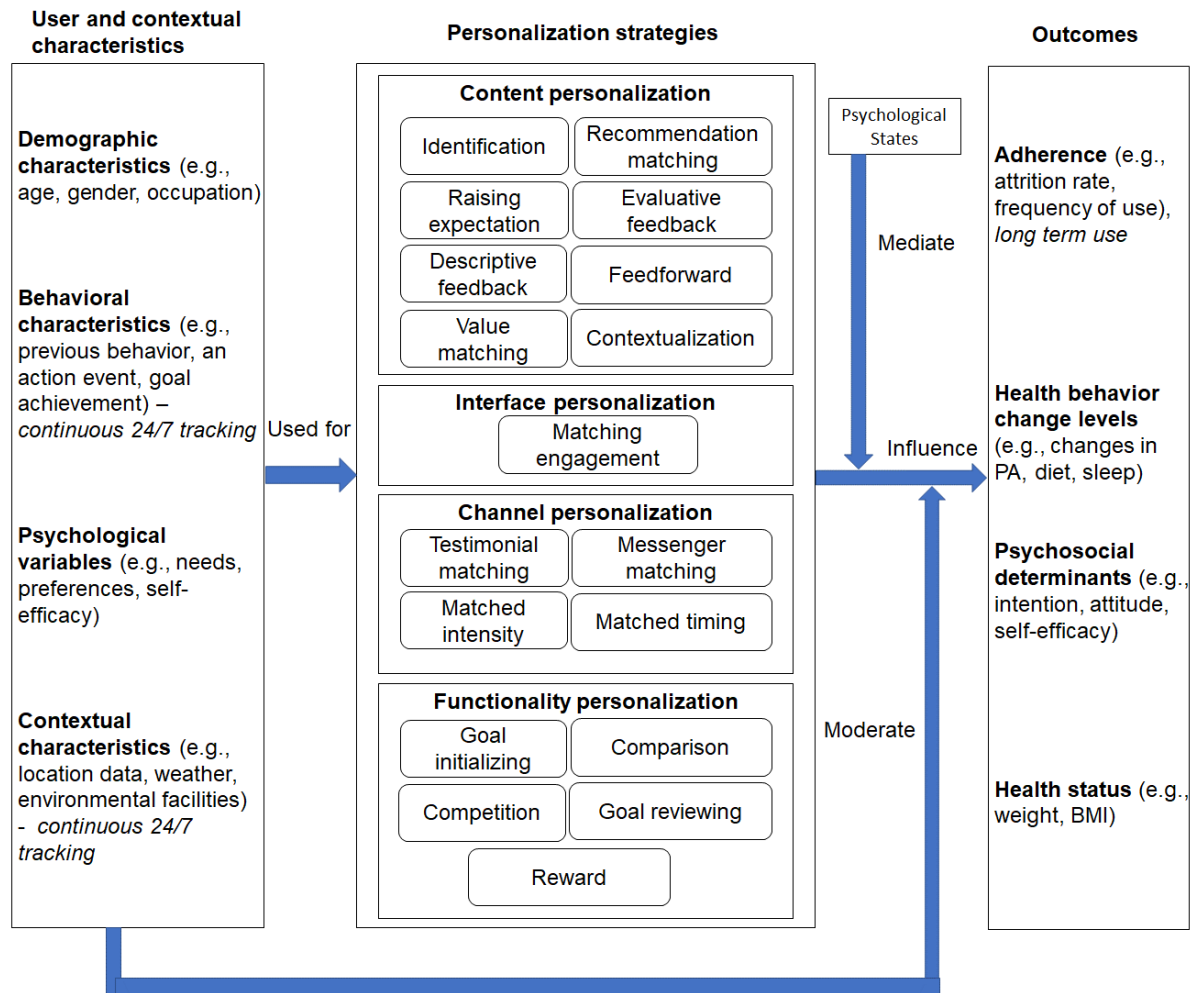 User and contextual
characteristics
Demographic
characteristics (e.g.,
age, gender, occupation)
Behavioral
characteristics (e.g.,
previous behavior, an
action event, goal
achievement) –
continuous 24/7 tracking
Psychological
variables (e.g., needs,
preferences, self-
efficacy)
Contextual
characteristics (e.g.,
location data, weather,
environmental facilities)
- continuous 24/7
tracking
Used for
Personalization strategies
Content personalization
Identification
Recommendation
matching
Raising
expectation
Evaluative
feedback
Descriptive
feedback
Feedforward
Value
matching
Contextualization
Interface personalization
Matching
engagement
Channel personalization
Testimonial
matching
Messenger
matching
Matched
intensity
Matched timing
Functionality personalization
Goal
initializing
Comparison
Competition
Goal reviewing
Reward
Psychological
States
Mediate
Influence
Moderate
Outcomes
Adherence (e.g.,
attrition rate,
frequency of use),
long term use
Health behavior
change levels
(e.g., changes in
PA, diet, sleep)
Psychosocial
determinants (e.g.,
intention, attitude,
self-efficacy)
Health status (e.g.,
weight, BMI)